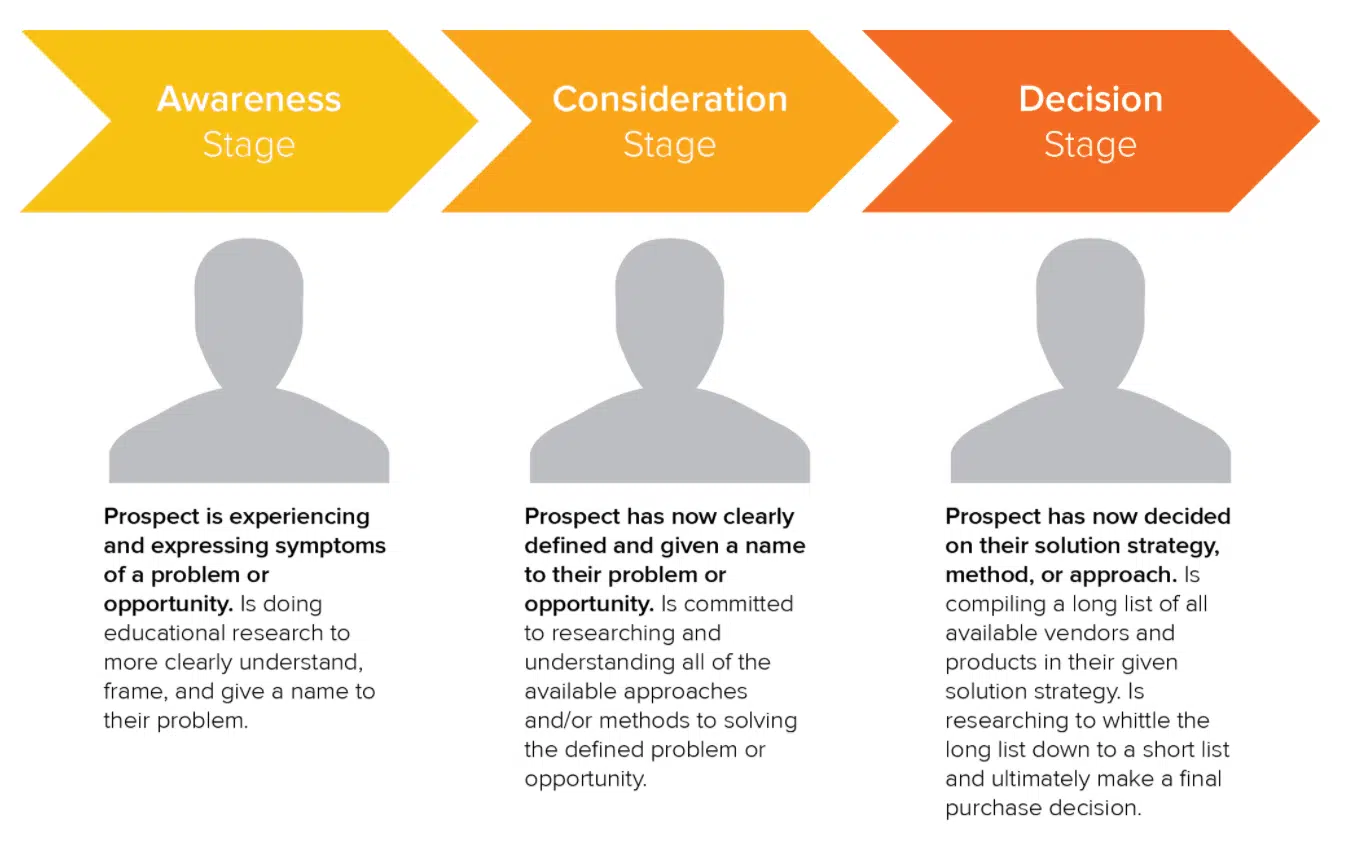 Awareness
Stage
Consideration
Stage
Decision
Stage
Prospect is experiencing
and expressing symptoms
of a problem or
opportunity. Is doing
educational research to
more clearly understand,
frame, and give a name to
their problem.
Prospect has now clearly
defined and given a name
to their problem or
opportunity. Is committed
to researching and
understanding all of the
available approaches
and/or methods to solving
the defined problem or
opportunity.
Prospect has now decided
on their solution strategy,
method, or approach. Is
compiling a long list of all
available vendors and
products in their given
solution strategy. Is
researching to whittle the
long list down to a short list
and ultimately make a final
purchase decision.